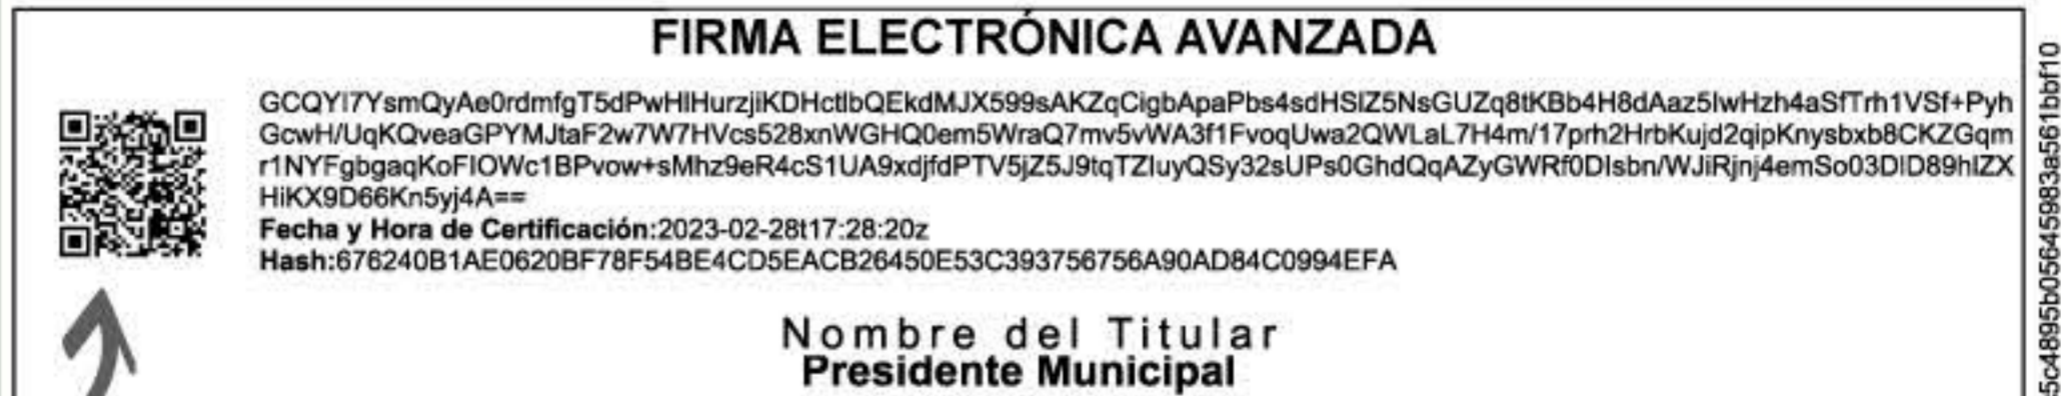 FIRMA ELECTRÓNICA AVANZADA
GCQYI7YsmQyAe0rdmfgT5dPwHIHurzjiKDHctIbQEkdMJX599sAKZqCigbApaPbs4sdHSIZ5NsGUZq8tKBb4H8dAaz5IwHzh4aSfTrh1VSf+Pyh
GcwH/UqKQveaGPYMJtaF2w7W7HVcs528xnWGHQ0em5WraQ7mv5vWA3f1FvoqUwa2QWLaL7H4m/17prh2HrbKujd2qipKnysbxb8CKZGqm
r1NYFgbgaqKoFIOWc1BPvow+sMhz9eR4cS1UA9xdjfdPTV5jZ5J9tqTZIuyQSy32sUPs0GhdQqAZyGWRf0DIsbn/WJiRjnj4emSo03DID89hIZX
HiKX9D66Kn5yj4A==
Fecha y Hora de Certificación:2023-02-28t17:28:20z
Hash:676240B1AE0620BF78F54BE4CD5EACB26450E53C393756756A90AD84C0994EFA
Nombre del Titular
Presidente Municipal
5c4895b05645983a561bbf10